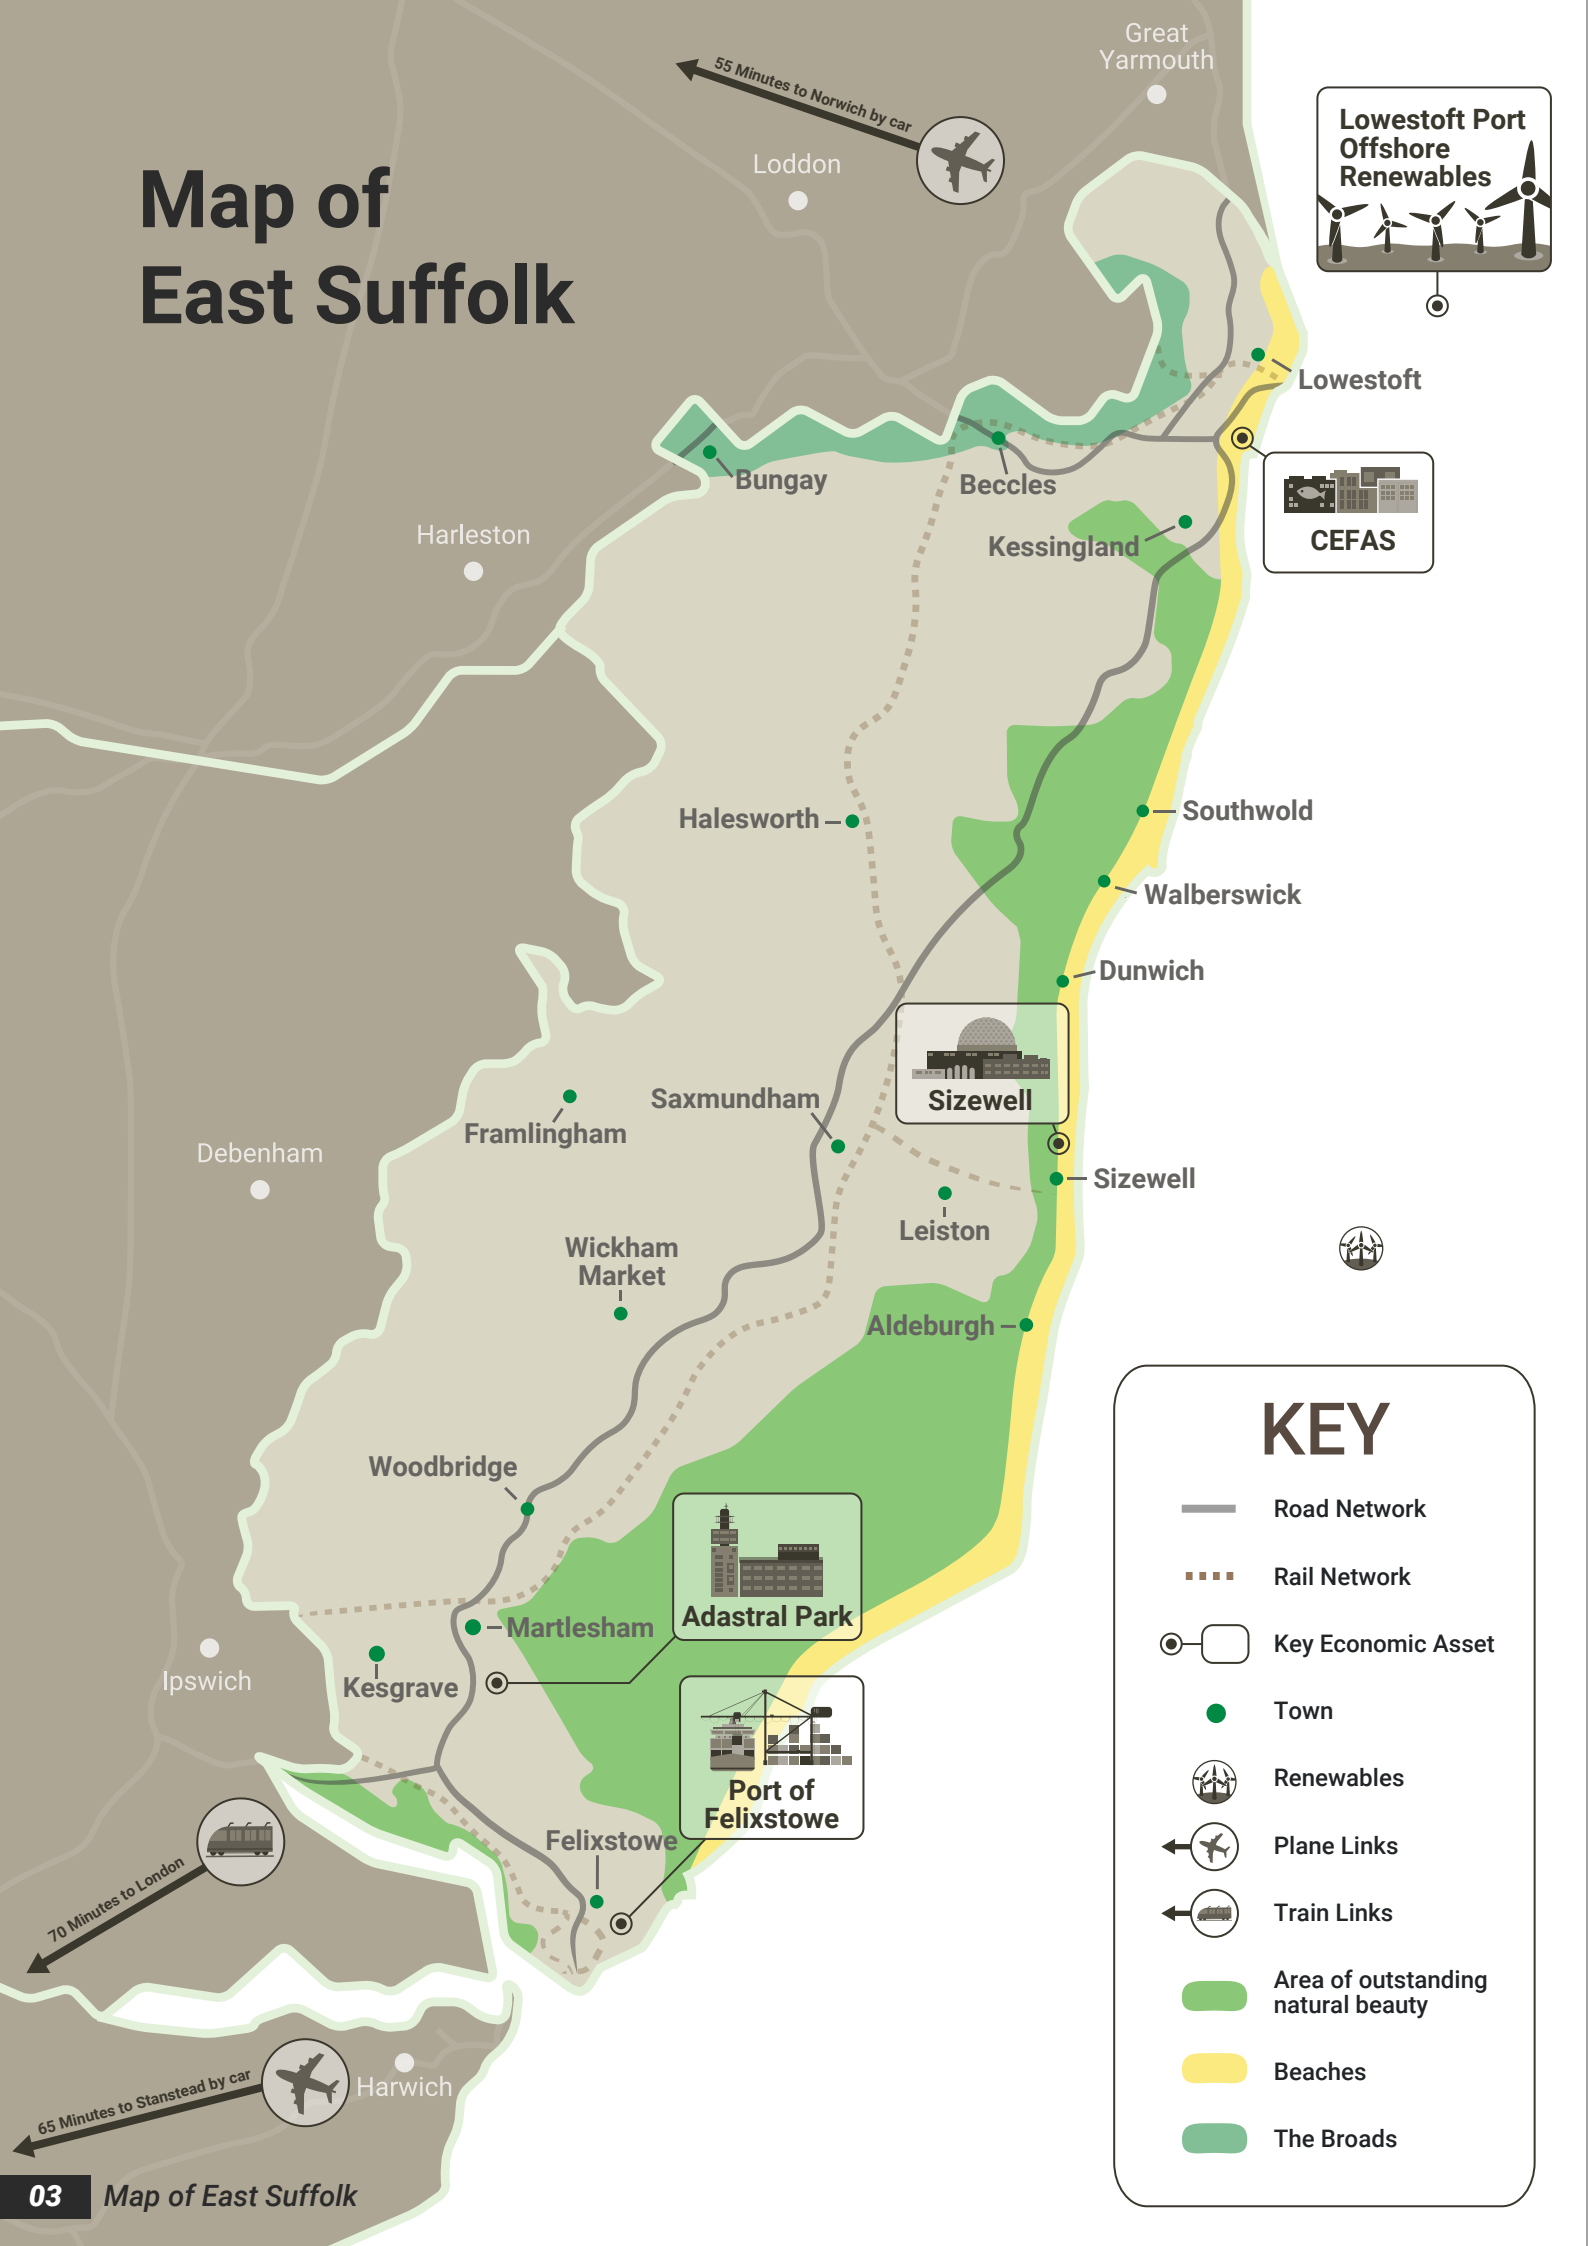 Map of
East Suffolk
55 Minutes to Norwich by car
Great
Yarmouth
Loddon
Lowestoft Port
Offshore
Renewables
Lowestoft
Bungay
Beccles
CEFAS
Kessingland
Harleston
Halesworth
Southwold
Walberswick
Dunwich
Sizewell
Saxmundham
Framlingham
Debenham
Sizewell
Leiston
Wickham
Market
Aldeburgh
Woodbridge
Adastral Park
Martlesham
Kesgrave
Ipswich
Port of
Felixstowe
Felixstowe
70 Minutes to London
65 Minutes to Stanstead by car
Harwich
KEY
Road Network
Rail Network
Key Economic Asset
Town
Renewables
Plane Links
Train Links
Area of outstanding
natural beauty
Beaches
The Broads
03 Map of East Suffolk